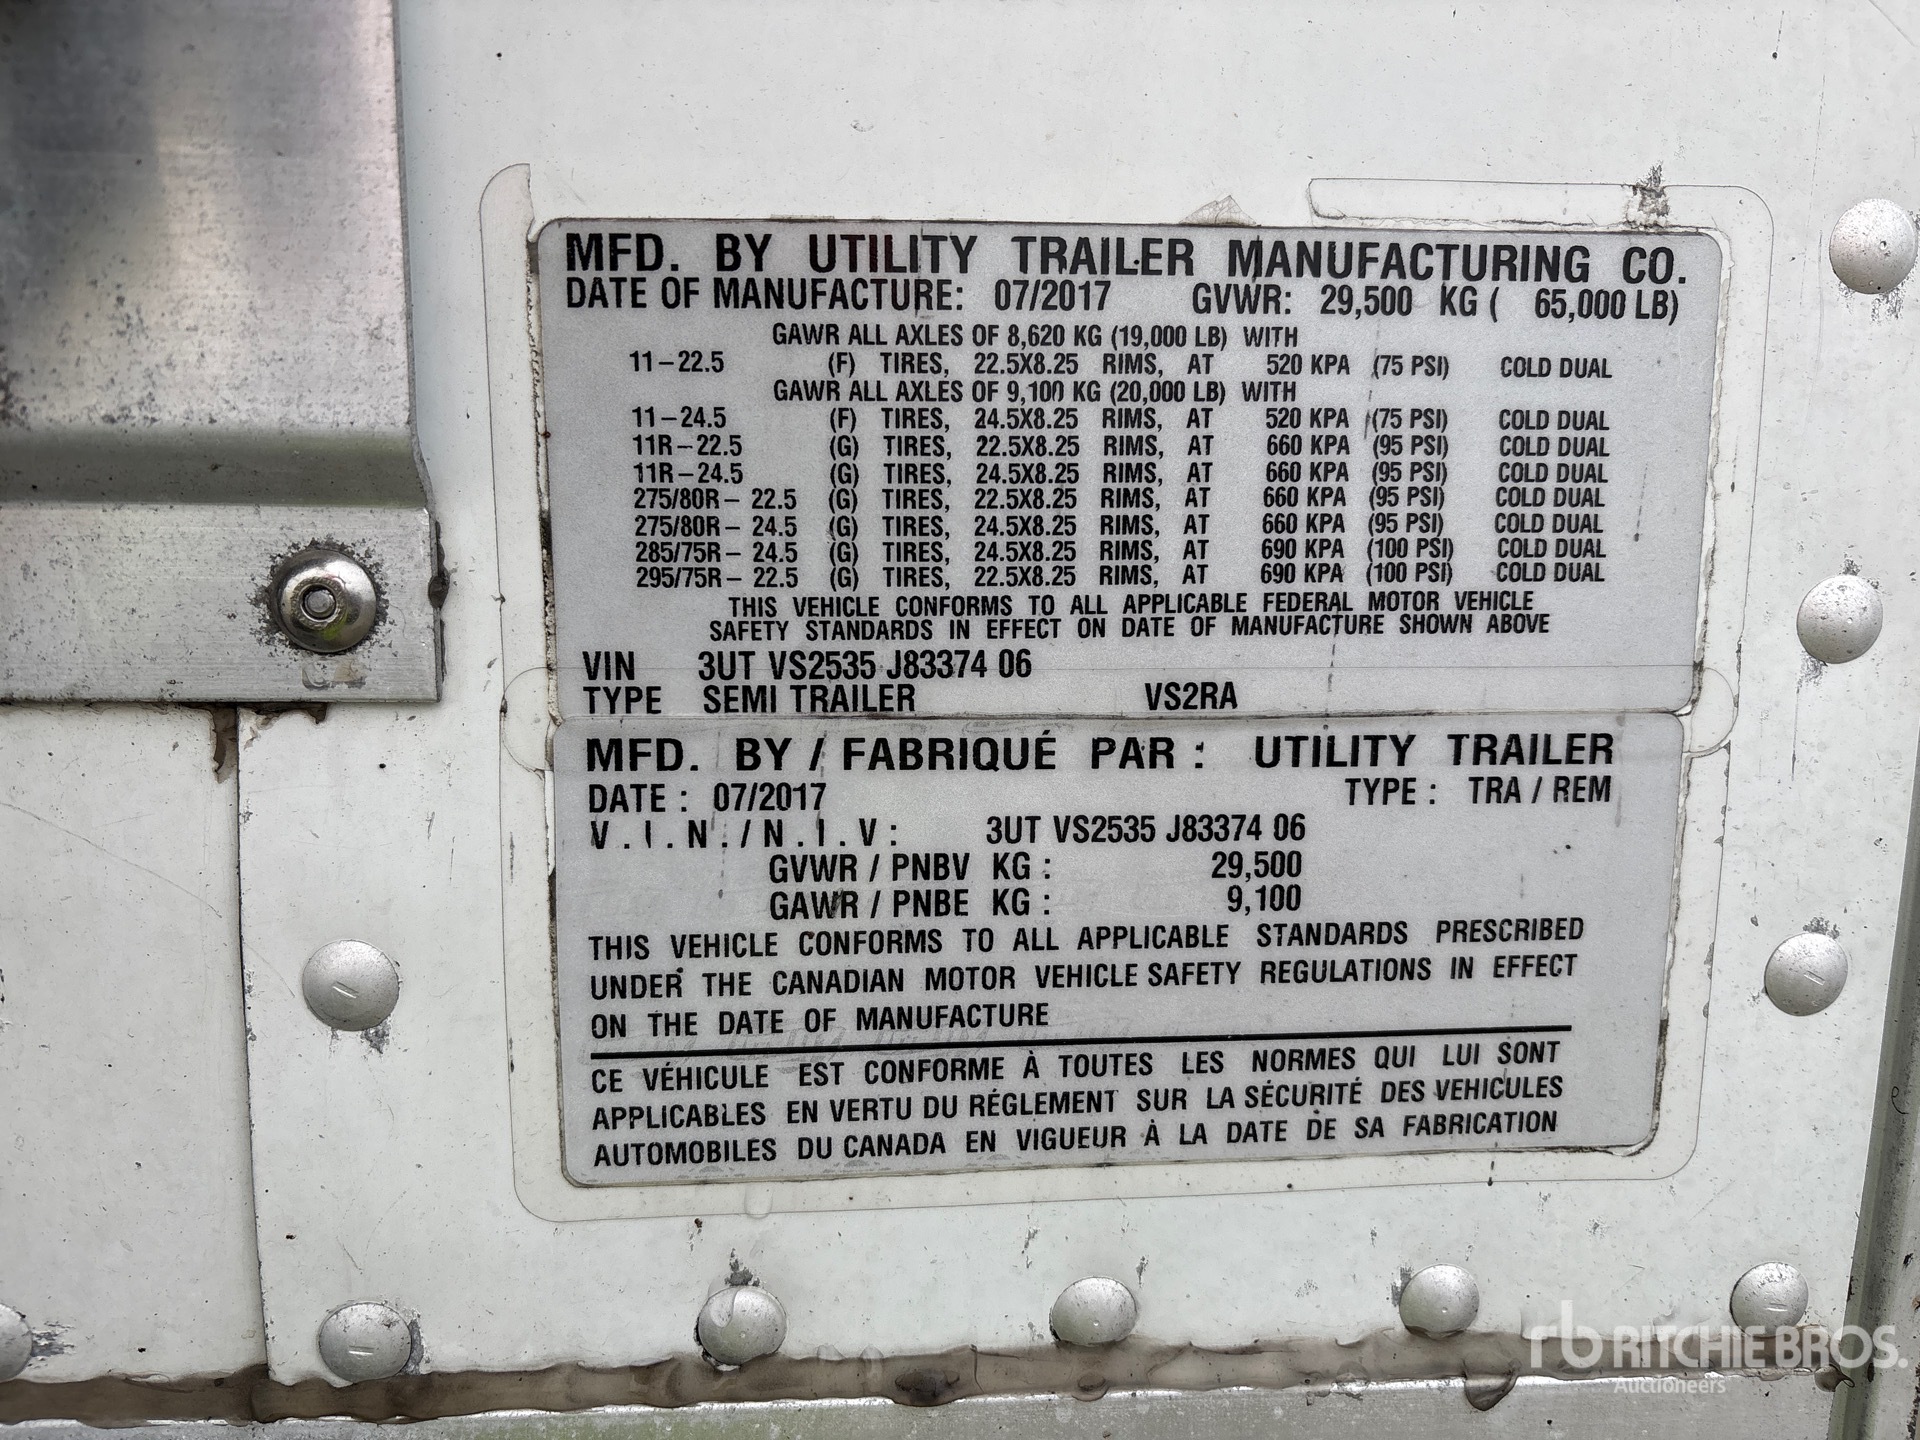 MFD. BY UTILITY TRAILER MANUFACTURING CO.
DATE OF MANUFACTURE: 07/2017 GVWR: 29,500 KG ( 65,000 LB)
GAWR ALL AXLES OF 8,620 KG (19,000 LB) WITH
11-22.5 (F) TIRES, 22.5X8.25 RIMS, AT 520 KPA (75 PSI) COLD DUAL
GAWR ALL AXLES OF 9,100 KG (20,000 LB) WITH
11-24.5 (F) TIRES, 24.5X8.25 RIMS, AT 520 KPA (75 PSI) COLD DUAL
11R-22.5 (G) TIRES, 22.5X8.25 RIMS, AT 660 KPA (95 PSI) COLD DUAL
11R-24.5 (G) TIRES, 24.5X8.25 RIMS, AT 660 KPA (95 PSI) COLD DUAL
275/80R- 22.5 (G) TIRES, 22.5X8.25 RIMS, AT 660 KPA (95 PSI) COLD DUAL
275/80R- 24.5 (G) TIRES, 24.5X8.25 RIMS, AT 660 KPA (95 PSI) COLD DUAL
285/75R- 24.5 (G) TIRES, 24.5X8.25 RIMS, AT 690 KPA (100 PSI) COLD DUAL
295/75R- 22.5 (G) TIRES, 22.5X8.25 RIMS, AT 690 KPA (100 PSI) COLD DUAL
THIS VEHICLE CONFORMS TO ALL APPLICABLE FEDERAL MOTOR VEHICLE
SAFETY STANDARDS IN EFFECT ON DATE OF MANUFACTURE SHOWN ABOVE
VIN 3UT VS2535 J83374 06
TYPE SEMI TRAILER VS2RA
MFD. BY / FABRIQUÉ PAR : UTILITY TRAILER
DATE : 07/2017 TYPE : TRA / REM
V.I.N./N.I.V: 3UT VS2535 J83374 06
GVWR / PNBV KG : 29,500
GAWR / PNBE KG : 9,100
THIS VEHICLE CONFORMS TO ALL APPLICABLE STANDARDS PRESCRIBED
UNDER THE CANADIAN MOTOR VEHICLE SAFETY REGULATIONS IN EFFECT
ON THE DATE OF MANUFACTURE
CE VÉHICULE EST CONFORME À TOUTES LES NORMES QUI LUI SONT
APPLICABLES EN VERTU DU RÉGLEMENT SUR LA SÉCURITÉ DES VEHICULES
AUTOMOBILES DU CANADA EN VIGUEUR À LA DATE DE SA FABRICATION
rb RITCHIE BROS.
Auctioneers